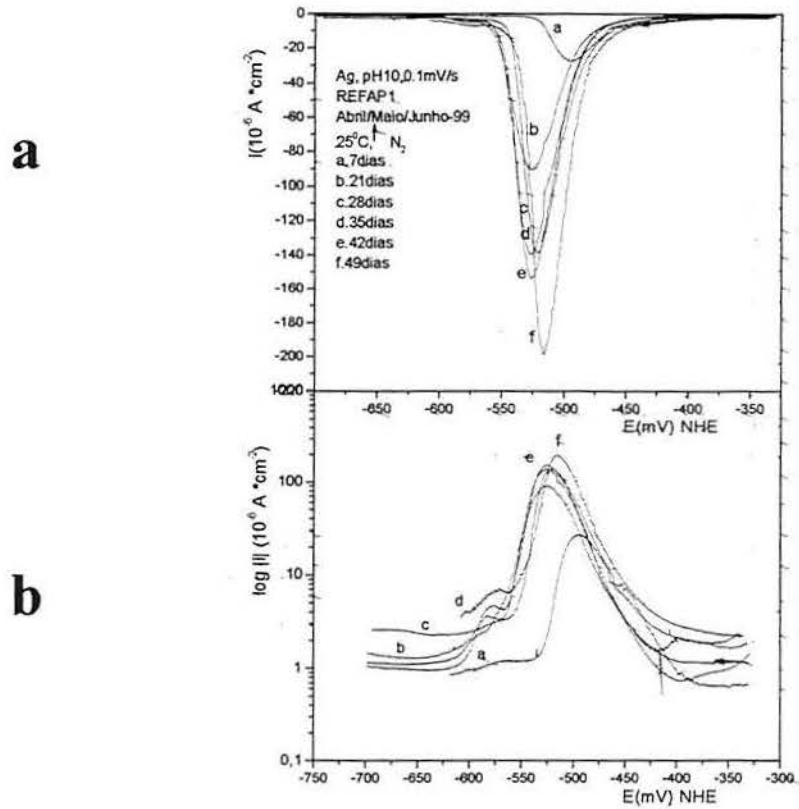 a
I(10⁻⁶ A *cm⁻²)
0
-20
-40
-60
-80
-100
-120
-140
-160
-180
-200
a
b
c
d
e
f
Ag, pH10,0.1mV/s
REFAP1
Abril/Maio/Junho-99
25⁰C, N₂
a,7dias
b.21dias
c.28dias
d.35dias
e.42dias
f.49dias
-650
-600
-550
-500
-450
-400
-350
E(mV) NHE
b
log |I| (10⁻⁶ A *cm⁻²)
100
10
1
0,1
f
e
d
c
b
a
-750
-700
-650
-600
-550
-500
-450
-400
-350
-300
E(mV) NHE